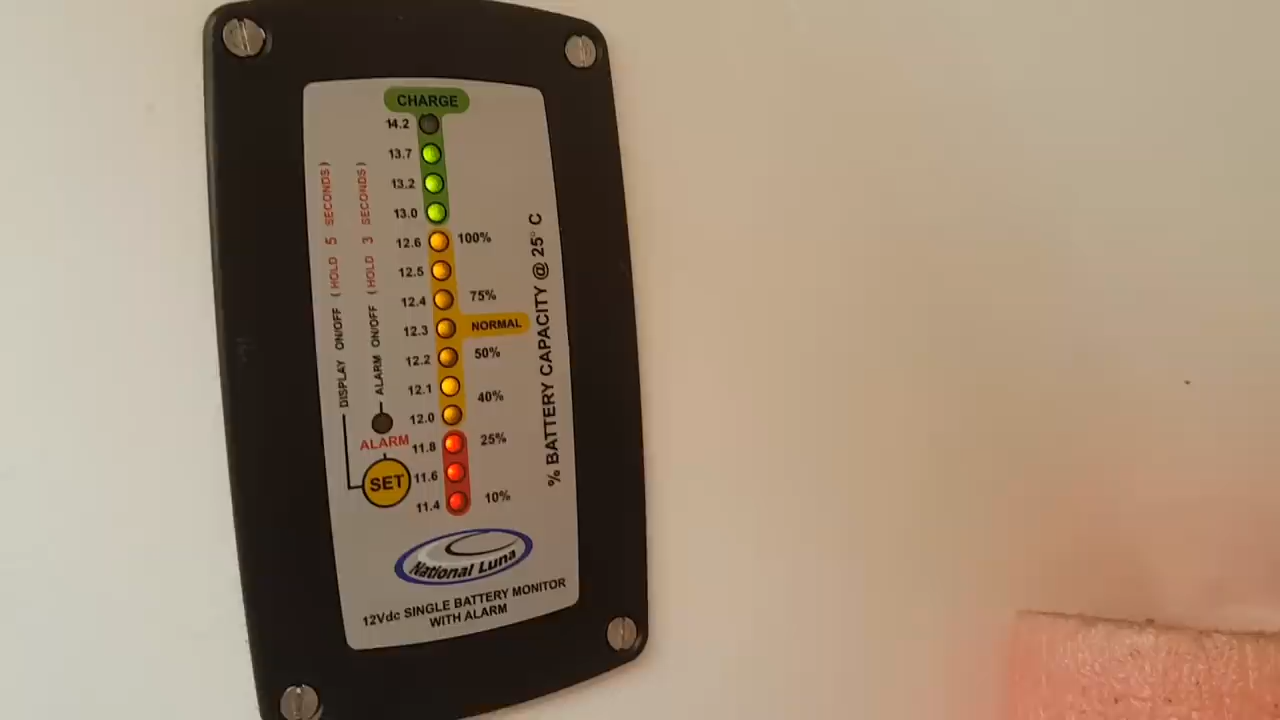 CHARGE
14.2
13.7
13.2
13.0
12.6 100%
12.5
12.4 75%
12.3 NORMAL
12.2 50%
12.1
40%
12.0
11.8 25%
11.6
11.4 10%
% BATTERY CAPACITY @ 25° C
DISPLAY ON/OFF ( HOLD 5 SECONDS)
ALARM ON/OFF ( HOLD 3 SECONDS)
ALARM
SET
National Luna
12Vdc SINGLE BATTERY MONITOR
WITH ALARM